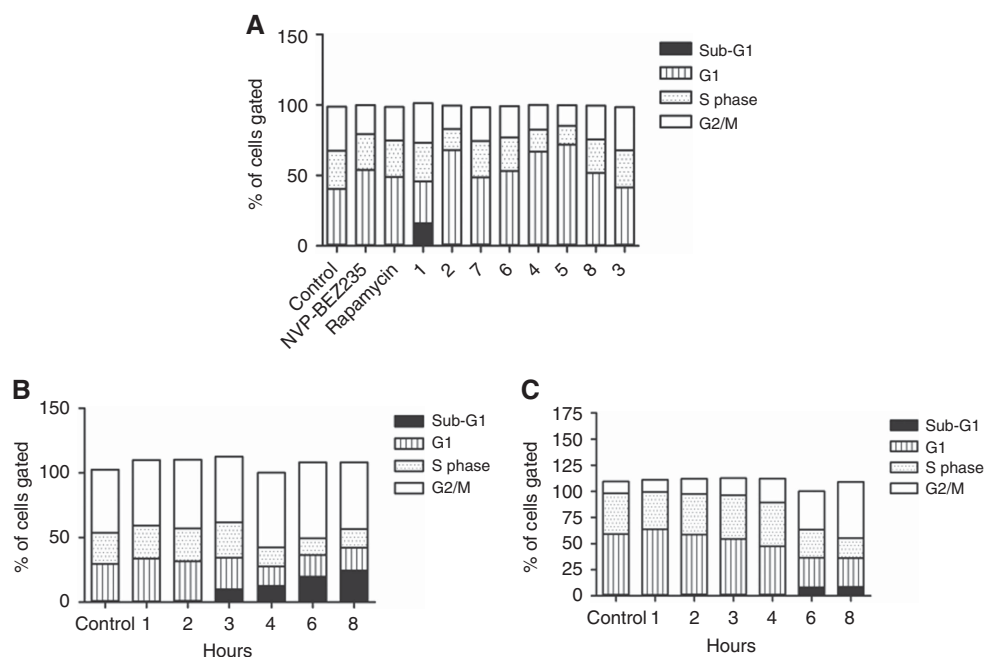 A
150
100
50
0
% of cells gated
Sub-G1
G1
S phase
G2/M
Control
NVP-BEZ235
Rapamycin
1
2
7
6
4
5
8
3
B
150
100
50
0
% of cells gated
Sub-G1
G1
S phase
G2/M
Control 1 2 3 4 6 8
Hours
C
175
150
125
100
75
50
25
0
% of cells gated
Sub-G1
G1
S phase
G2/M
Control 1 2 3 4 6 8
Hours